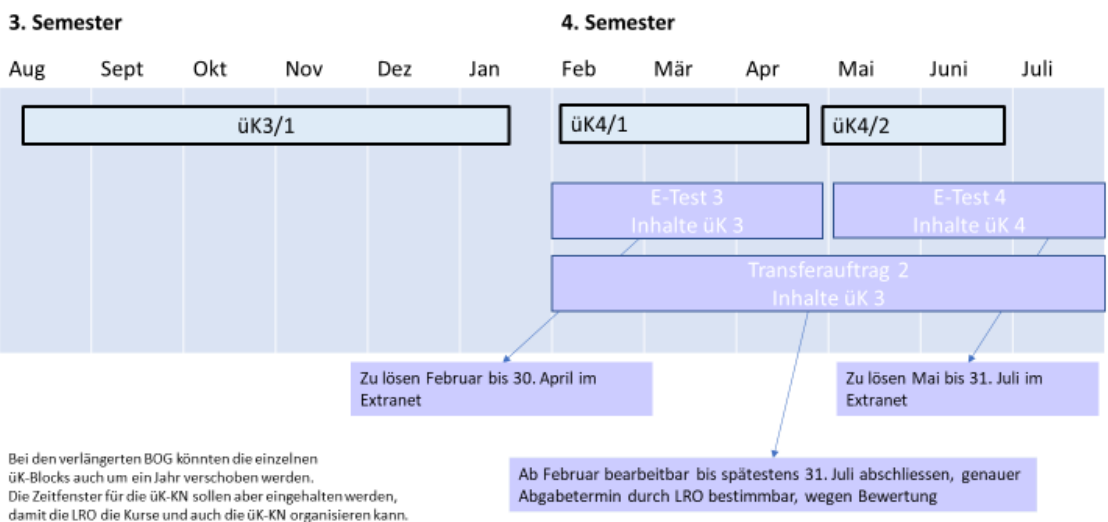 3. Semester
4. Semester
Aug Sept Okt Nov Dez Jan Feb Mär Apr Mai Juni Juli
üK3/1
üK4/1
üK4/2
E-Test 3
Inhalte üK 3
E-Test 4
Inhalte üK 4
Transferauftrag 2
Inhalte üK 3
Zu lösen Februar bis 30. April im
Extranet
Zu lösen Mai bis 31. Juli im
Extranet
Bei den verlängerten BOG könnten die einzelnen
üK-Blocks auch um ein Jahr verschoben werden.
Die Zeitfenster für die üK-KN sollen aber eingehalten werden,
damit die LRO die Kurse und auch die üK-KN organisieren kann.
Ab Februar bearbeitbar bis spätestens 31. Juli abschliessen, genauer
Abgabetermin durch LRO bestimmbar, wegen Bewertung